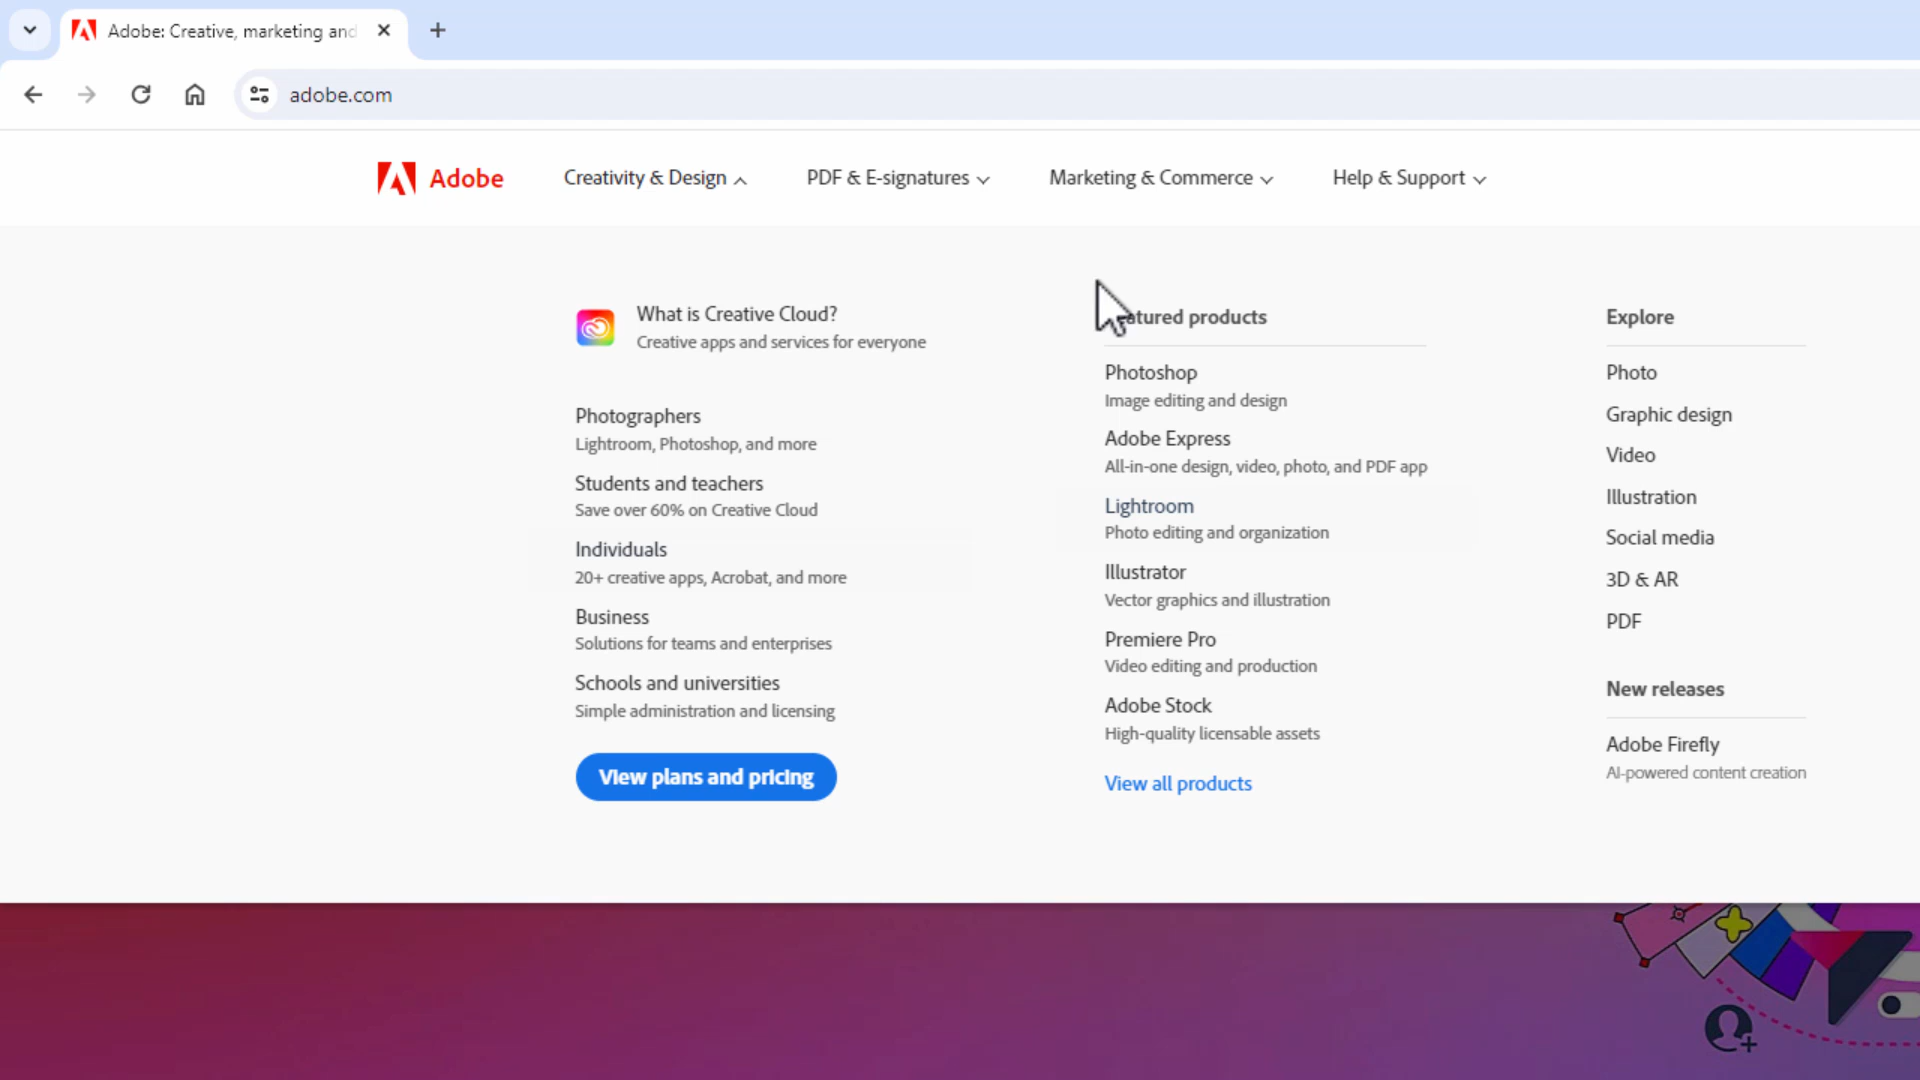 Adobe: Creative, marketing and
adobe.com
Adobe
Creativity & Design
PDF & E-signatures
Marketing & Commerce
Help & Support
What is Creative Cloud?
Creative apps and services for everyone
Photographers
Lightroom, Photoshop, and more
Students and teachers
Save over 60% on Creative Cloud
Individuals
20+ creative apps, Acrobat, and more
Business
Solutions for teams and enterprises
Schools and universities
Simple administration and licensing
View plans and pricing
products
Photoshop
Image editing and design
Adobe Express
All-in-one design, video, photo, and PDF app
Lightroom
Photo editing and organization
Illustrator
Vector graphics and illustration
Premiere Pro
Video editing and production
Adobe Stock
High-quality licensable assets
View all products
Explore
Photo
Graphic design
Video
Illustration
Social media
3D & AR
PDF
New releases
Adobe Firefly
AI-powered content creation